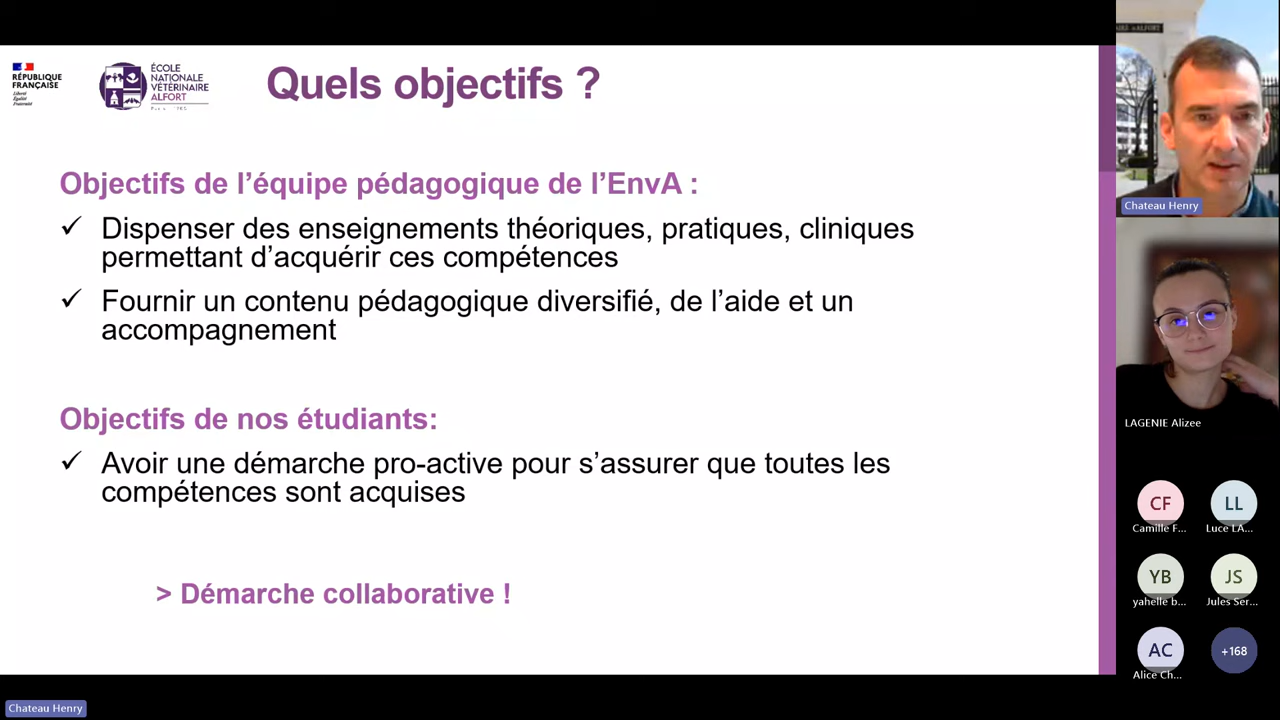 RÉPUBLIQUE
FRANÇAISE
Liberté
Égalité
Fraternité
ÉCOLE
NATIONALE
VÉTÉRINAIRE
ALFORT
Quels objectifs ?
Objectifs de l’équipe pédagogique de l’EnvA :
✓ Dispenser des enseignements théoriques, pratiques, cliniques
permettant d’acquérir ces compétences
✓ Fournir un contenu pédagogique diversifié, de l’aide et un
accompagnement
Objectifs de nos étudiants:
✓ Avoir une démarche pro-active pour s’assurer que toutes les
compétences sont acquises
> Démarche collaborative !
Chateau Henry
LAGENIE Alizee
CF
Camille F...
LL
Luce LA...
YB
yahelle b...
JS
Jules Ser...
AC
Alice Ch...
+168
Chateau Henry